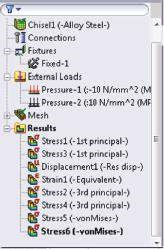 Chisel1 (-Alloy Steel-)
Connections
Fixtures
Fixed-1
External Loads
Pressure-1 (:-10 N/mm^2 (MF
Pressure-2 (:10 N/mm^2 (MP
Mesh
Results
Stress1 (-1st principal-)
Stress3 (-1st principal-)
Displacement1 (-Res disp-)
Strain1 (-Equivalent-)
Stress2 (-3rd principal-)
Stress4 (-3rd principal-)
Stress5 (-vonMises-)
Stress6 (-vonMises-)